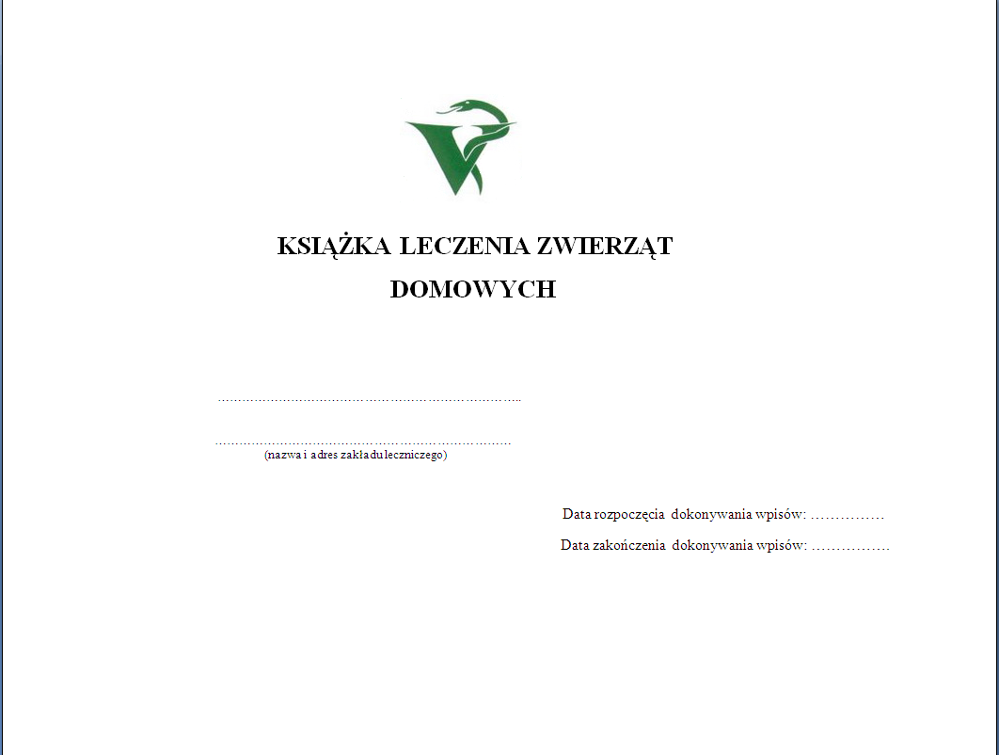 KSIĄŻKA LECZENIA ZWIERZĄT
DOMOWYCH
………………………………………………………………..
………………………………………………………………
(nazwa i adres zakładu leczniczego)
Data rozpoczęcia dokonywania wpisów: ……………
Data zakończenia dokonywania wpisów: …………….